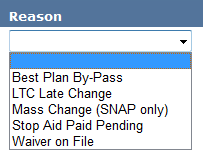 Reason
Best Plan By-Pass
LTC Late Change
Mass Change (SNAP only)
Stop Aid Paid Pending
Waiver on File